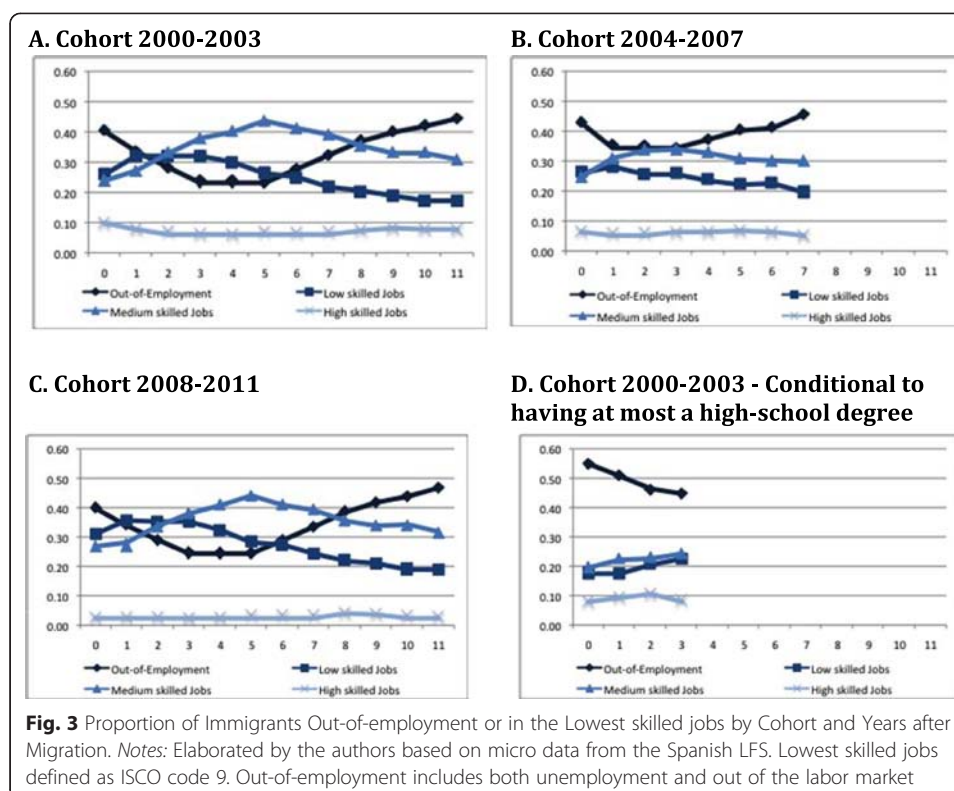 A. Cohort 2000-2003
0.60
0.50
0.40
0.30
0.20
0.10
0.00
0 1 2 3 4 5 6 7 8 9 10 11
Out-of-Employment Low skilled Jobs
Medium skilled Jobs High skilled Jobs
B. Cohort 2004-2007
0.60
0.50
0.40
0.30
0.20
0.10
0.00
0 1 2 3 4 5 6 7 8 9 10 11
Out-of-Employment Low skilled Jobs
Medium skilled Jobs High skilled Jobs
C. Cohort 2008-2011
0.60
0.50
0.40
0.30
0.20
0.10
0.00
0 1 2 3 4 5 6 7 8 9 10 11
Out-of-Employment Low skilled Jobs
Medium skilled Jobs High skilled Jobs
D. Cohort 2000-2003 - Conditional to
having at most a high-school degree
0.60
0.50
0.40
0.30
0.20
0.10
0.00
0 1 2 3 4 5 6 7 8 9 10 11
Out-of-Employment Low skilled Jobs
Medium skilled Jobs High skilled Jobs
Fig. 3 Proportion of Immigrants Out-of-employment or in the Lowest skilled jobs by Cohort and Years after
Migration. Notes: Elaborated by the authors based on micro data from the Spanish LFS. Lowest skilled jobs
defined as ISCO code 9. Out-of-employment includes both unemployment and out of the labor market